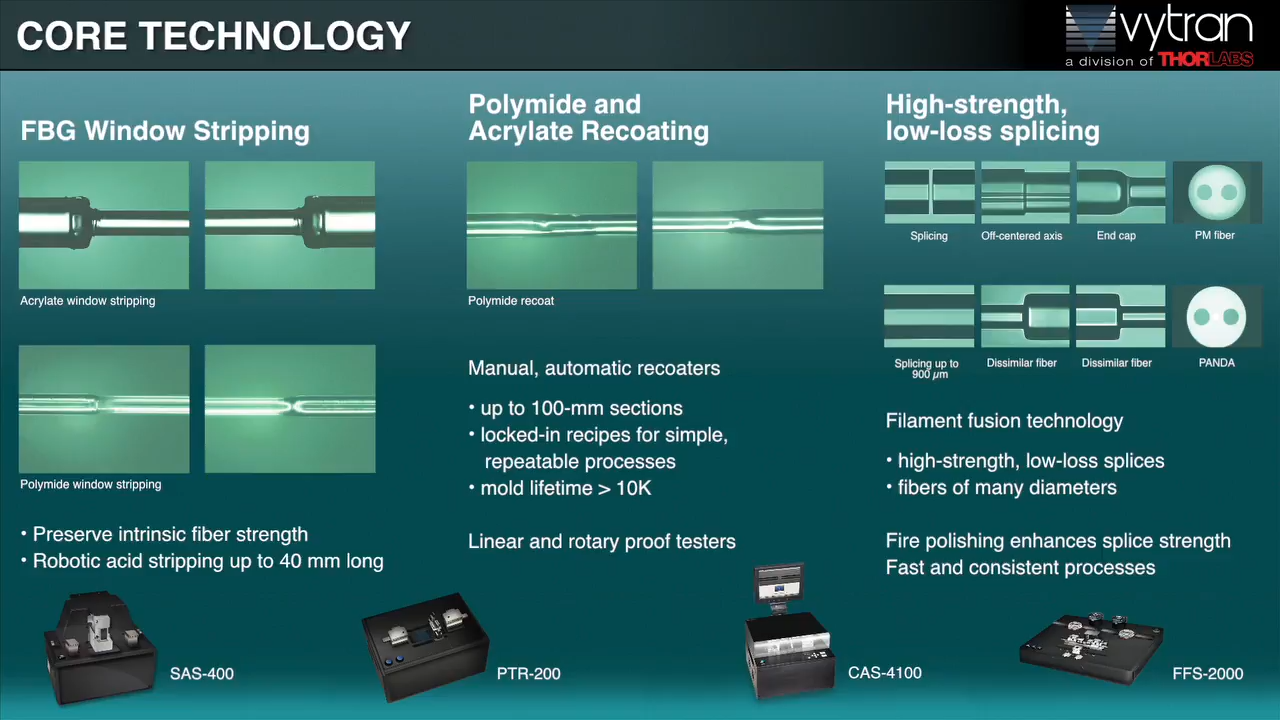 CORE TECHNOLOGY
vytran
a division of THORLABS
FBG Window Stripping
Acrylate window stripping
Polymide window stripping
• Preserve intrinsic fiber strength
• Robotic acid stripping up to 40 mm long
Polymide and
Acrylate Recoating
Polymide recoat
Manual, automatic recoaters
• up to 100-mm sections
• locked-in recipes for simple,
repeatable processes
• mold lifetime > 10K
Linear and rotary proof testers
High-strength,
low-loss splicing
Splicing
Off-centered axis
End cap
PM fiber
Splicing up to
900 µm
Dissimilar fiber
Dissimilar fiber
PANDA
Filament fusion technology
• high-strength, low-loss splices
• fibers of many diameters
Fire polishing enhances splice strength
Fast and consistent processes
SAS-400
PTR-200
CAS-4100
FFS-2000